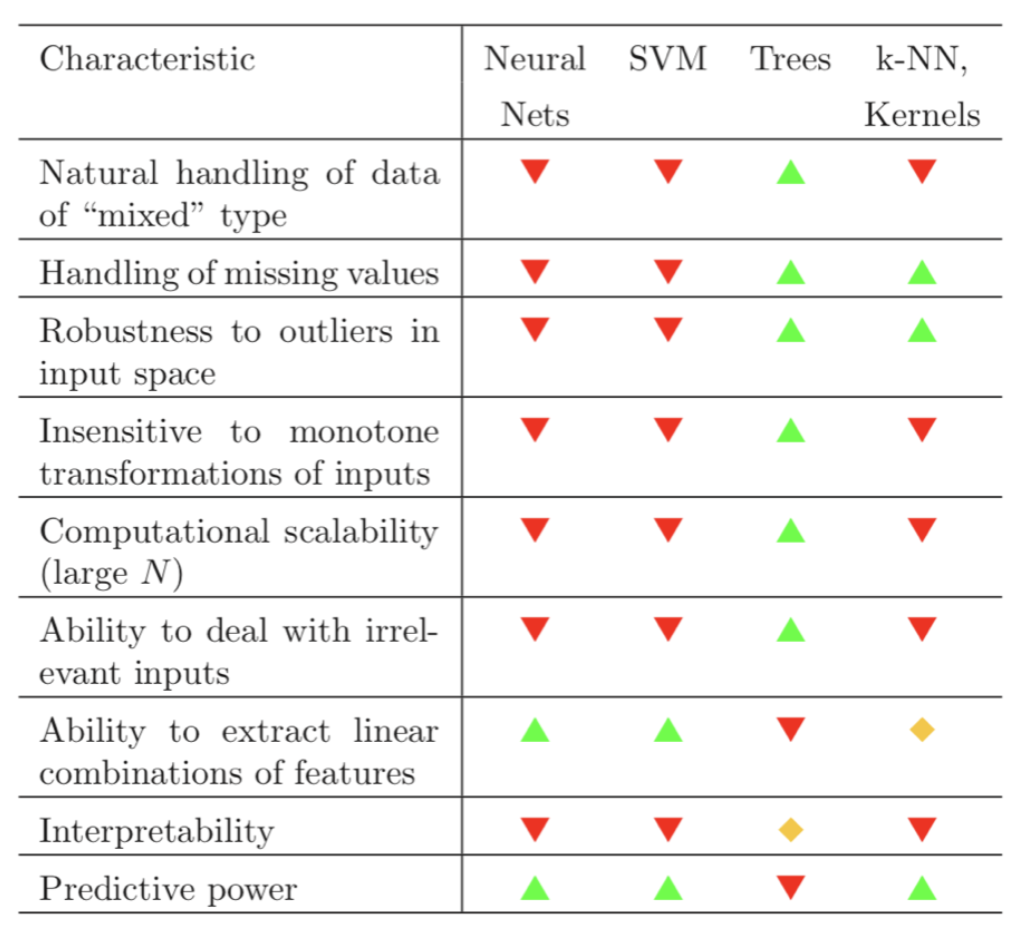 Characteristic Neural SVM Trees k-NN,
Nets Kernels
Natural handling of data
of “mixed” type
Handling of missing values
Robustness to outliers in
input space
Insensitive to monotone
transformations of inputs
Computational scalability
(large N)
Ability to deal with irrel-
evant inputs
Ability to extract linear
combinations of features
Interpretability
Predictive power